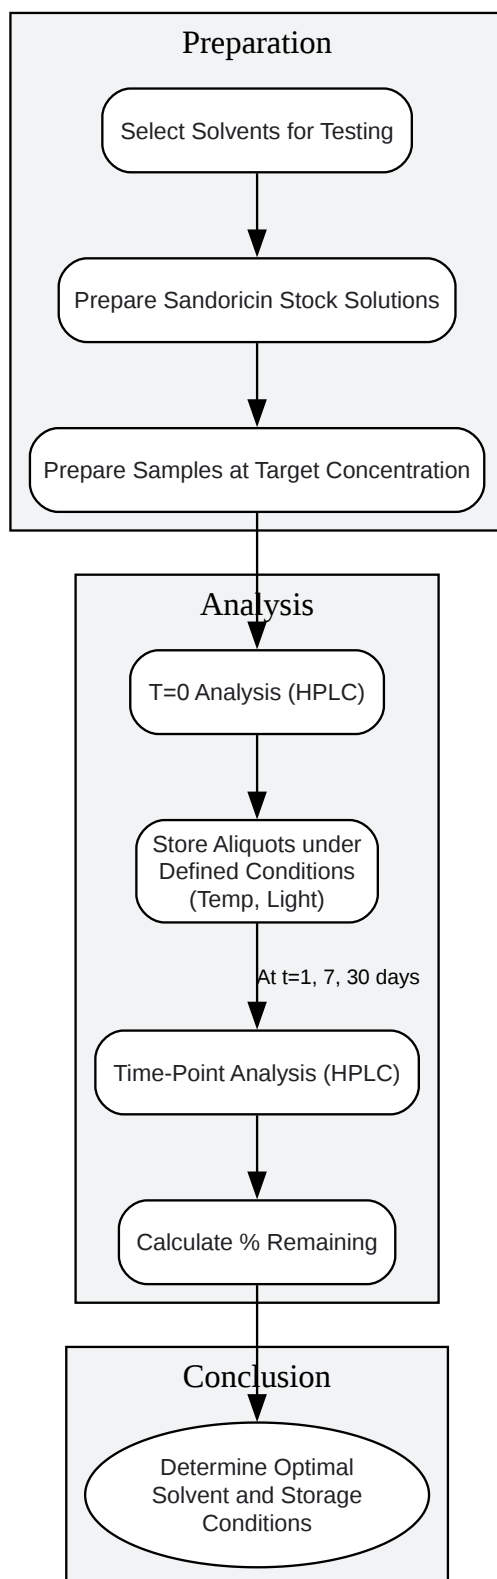 Preparation
Select Solvents for Testing
Prepare Sandoricin Stock Solutions
Prepare Samples at Target Concentration
Analysis
T=0 Analysis (HPLC)
Store Aliquots under
Defined Conditions
(Temp, Light)
At t=1, 7, 30 days
Time-Point Analysis (HPLC)
Calculate % Remaining
Conclusion
Determine Optimal
Solvent and Storage
Conditions